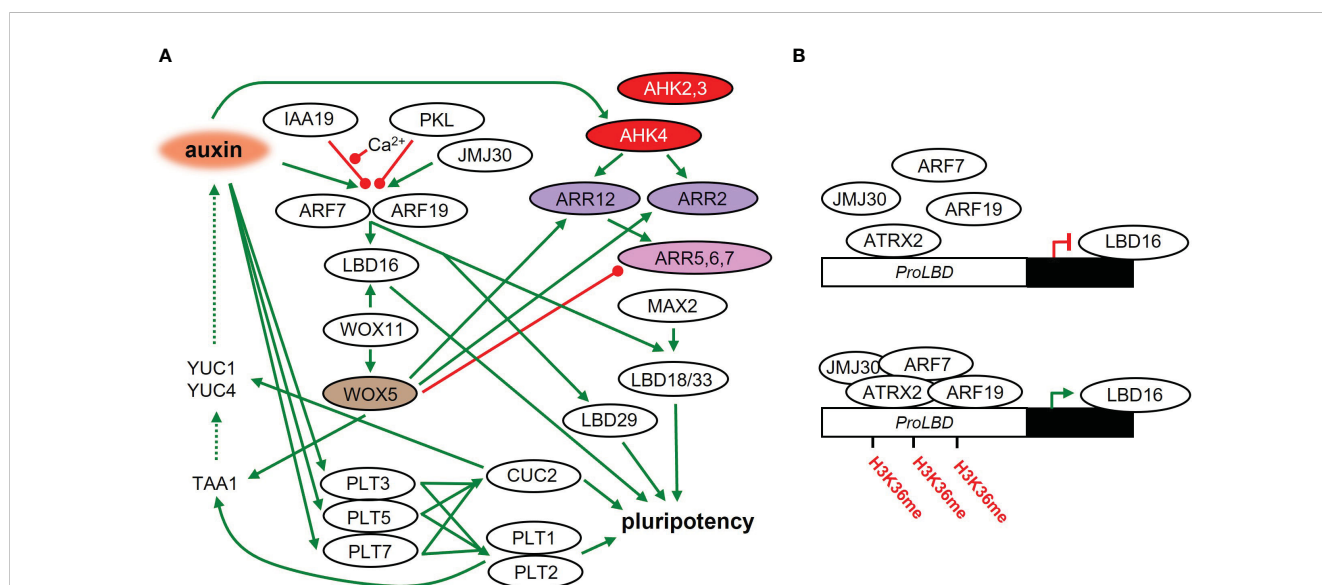 A
auxin
IAA19
PKL
Ca2+
JMJ30
ARF7
ARF19
LBD16
WOX11
WOX5
AHK2,3
AHK4
ARR12
ARR2
ARR5,6,7
MAX2
LBD18/33
LBD29
YUC1
YUC4
TAA1
PLT3
PLT5
PLT7
CUC2
PLT1
PLT2
pluripotency
B
ARF7
JMJ30
ARF19
ATRX2
LBD16
ProLBD
JMJ30
ARF7
ATRX2
ARF19
LBD16
ProLBD
H3K36me
H3K36me
H3K36me